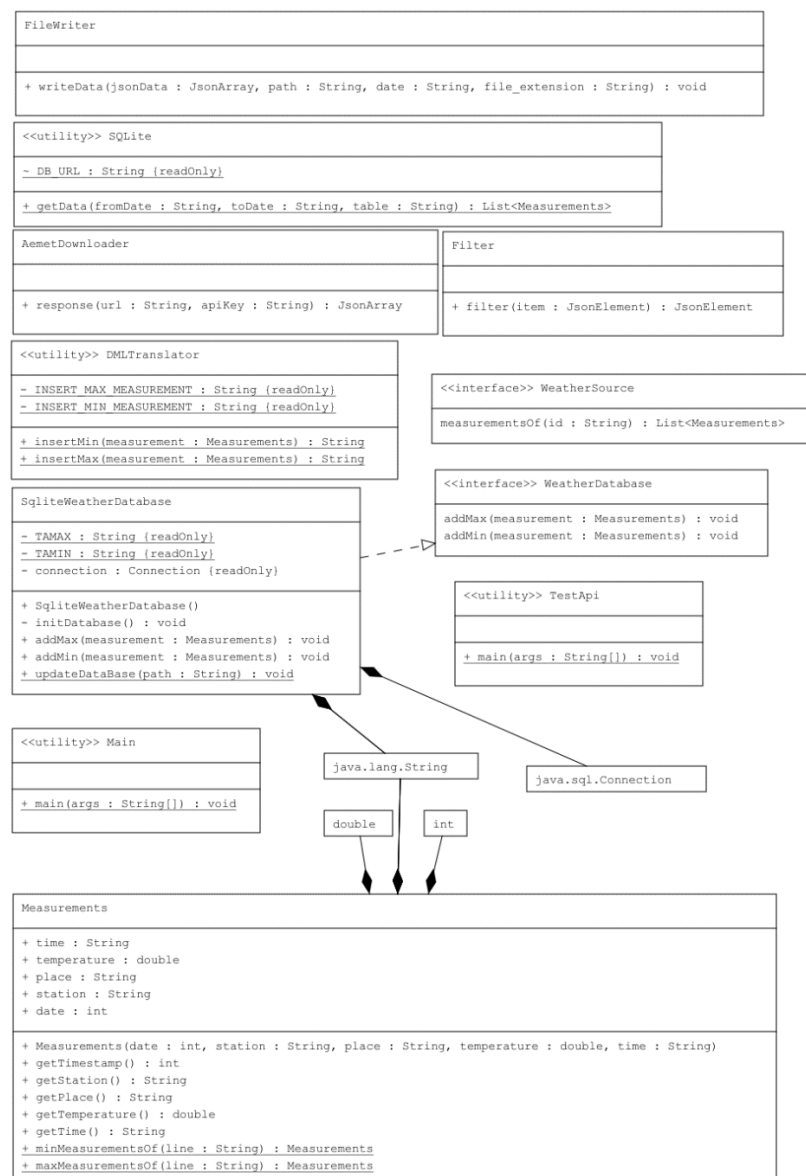 FileWriter
+ writeData(jsonData : JsonArray, path : String, date : String, file_extension : String) : void
<<utility>> SQLite
~ DB_URL : String {readOnly}
+ getData(fromDate : String, toDate : String, table : String) : List<Measurements>
AemetDownloader
+ response(url : String, apiKey : String) : JsonArray
Filter
+ filter(item : JsonElement) : JsonElement
<<utility>> DMLTranslator
- INSERT_MAX_MEASUREMENT : String {readOnly}
- INSERT_MIN_MEASUREMENT : String {readOnly}
+ insertMin(measurement : Measurements) : String
+ insertMax(measurement : Measurements) : String
<<interface>> WeatherSource
measurementsOf(id : String) : List<Measurements>
<<interface>> WeatherDatabase
addMax(measurement : Measurements) : void
addMin(measurement : Measurements) : void
SqliteWeatherDatabase
- TAMAX : String {readOnly}
- TAMIN : String {readOnly}
- connection : Connection {readOnly}
+ SqliteWeatherDatabase()
- initDatabase() : void
+ addMax(measurement : Measurements) : void
+ addMin(measurement : Measurements) : void
+ updateDataBase(path : String) : void
<<utility>> TestApi
+ main(args : String[]) : void
<<utility>> Main
+ main(args : String[]) : void
java.lang.String
java.sql.Connection
double
int
Measurements
+ time : String
+ temperature : double
+ place : String
+ station : String
+ date : int
+ Measurements(date : int, station : String, place : String, temperature : double, time : String)
+ getTimestamp() : int
+ getStation() : String
+ getPlace() : String
+ getTemperature() : double
+ getTime() : String
+ minMeasurementsOf(line : String) : Measurements
+ maxMeasurementsOf(line : String) : Measurements